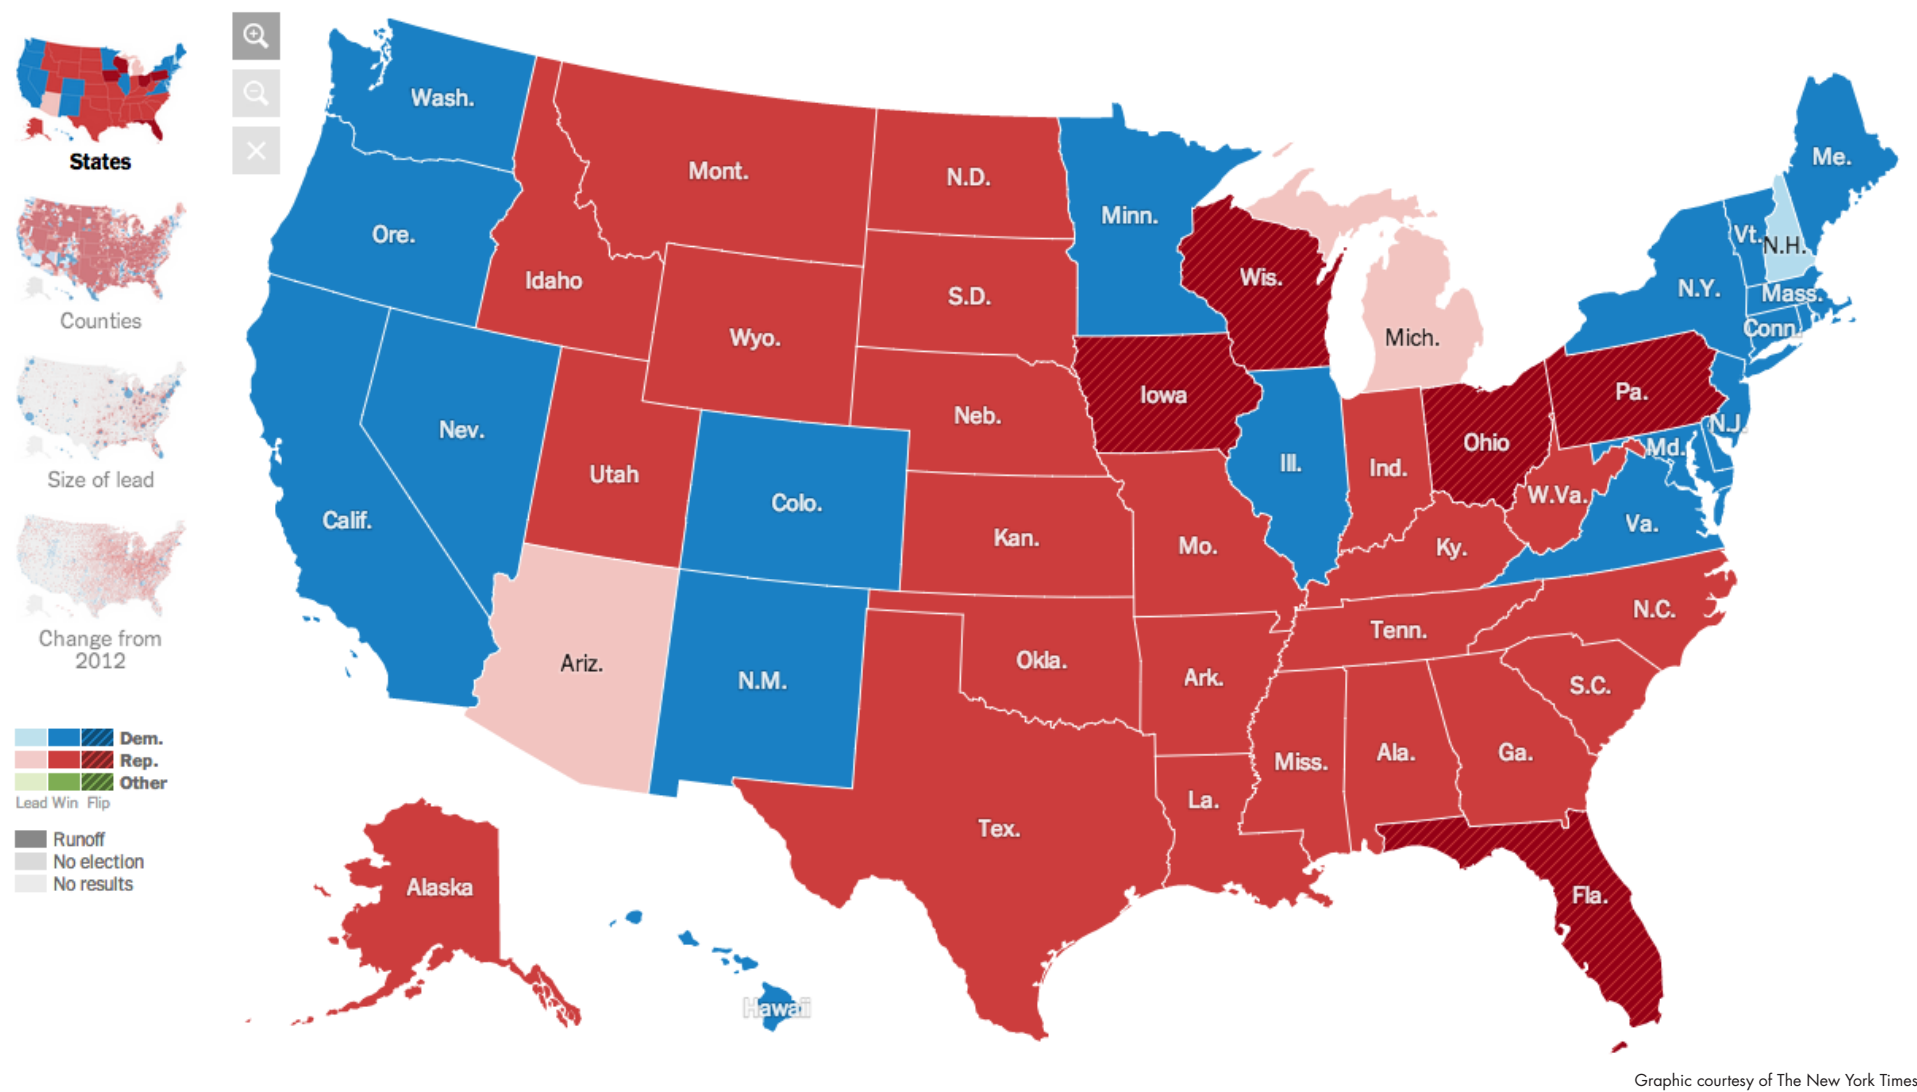 States
Counties
Size of lead
Change from
2012
Dem.
Rep.
Other
Lead Win Flip
Runoff
No election
No results
Wash.
Mont.
N.D.
Minn.
Me.
Ore.
Idaho
Wis.
Vt.
N.H.
S.D.
N.Y.
Mass.
Wyo.
Mich.
Conn.
Iowa
Pa.
Nev.
Neb.
Ohio
N.J.
Utah
Ill.
Ind.
Md.
Calif.
Colo.
W.Va.
Va.
Kan.
Mo.
Ky.
N.C.
Ariz.
N.M.
Okla.
Tenn.
Ark.
S.C.
Miss.
Ala.
Ga.
La.
Tex.
Alaska
Fla.
Hawaii
Graphic courtesy of The New York Times